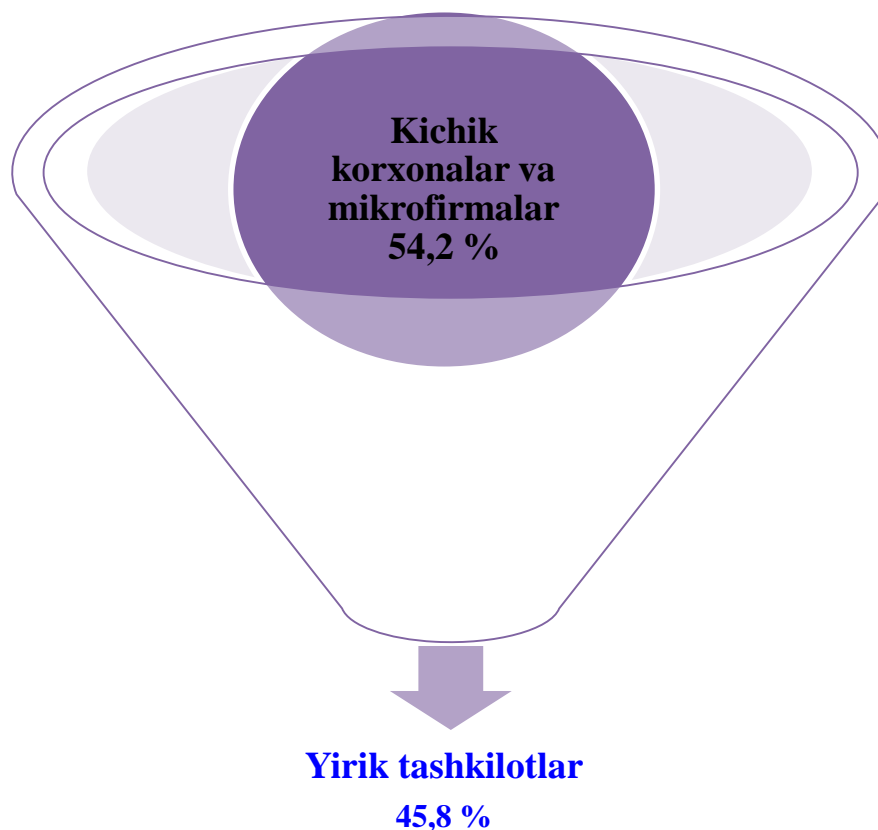 Kichik
korxonalar va
mikrofirmalar
54,2 %
Yirik tashkilotlar
45,8 %